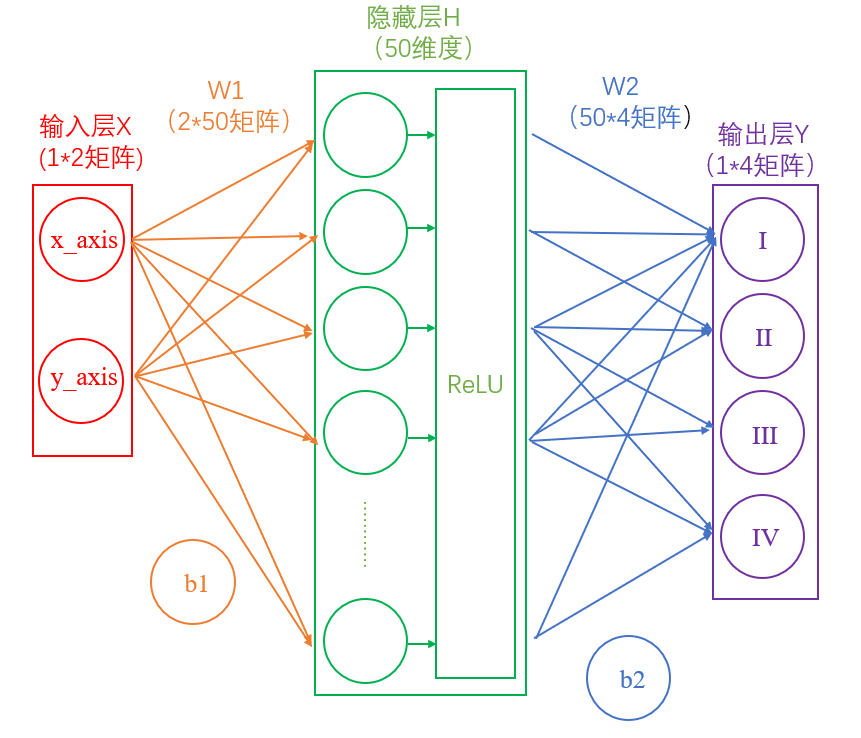 隐藏层H
（50维度）
W1
（2*50矩阵）
W2
（50*4矩阵）
输入层X
(1*2矩阵)
输出层Y
（1*4矩阵）
x_axis
y_axis
ReLU
I
II
III
IV
b1
b2